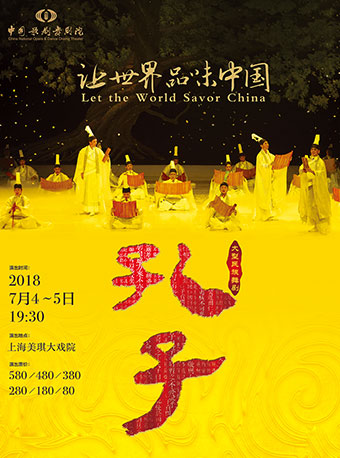 中国歌剧舞剧院
China National Opera & Dance Drama Theater
让世界品味中国
Let the World Savor China
孔子
大型民族舞剧
演出时间:
2018
7月4~5日
19:30
演出地点:
上海美琪大戏院
演出票价:
580/480/380
280/180/80